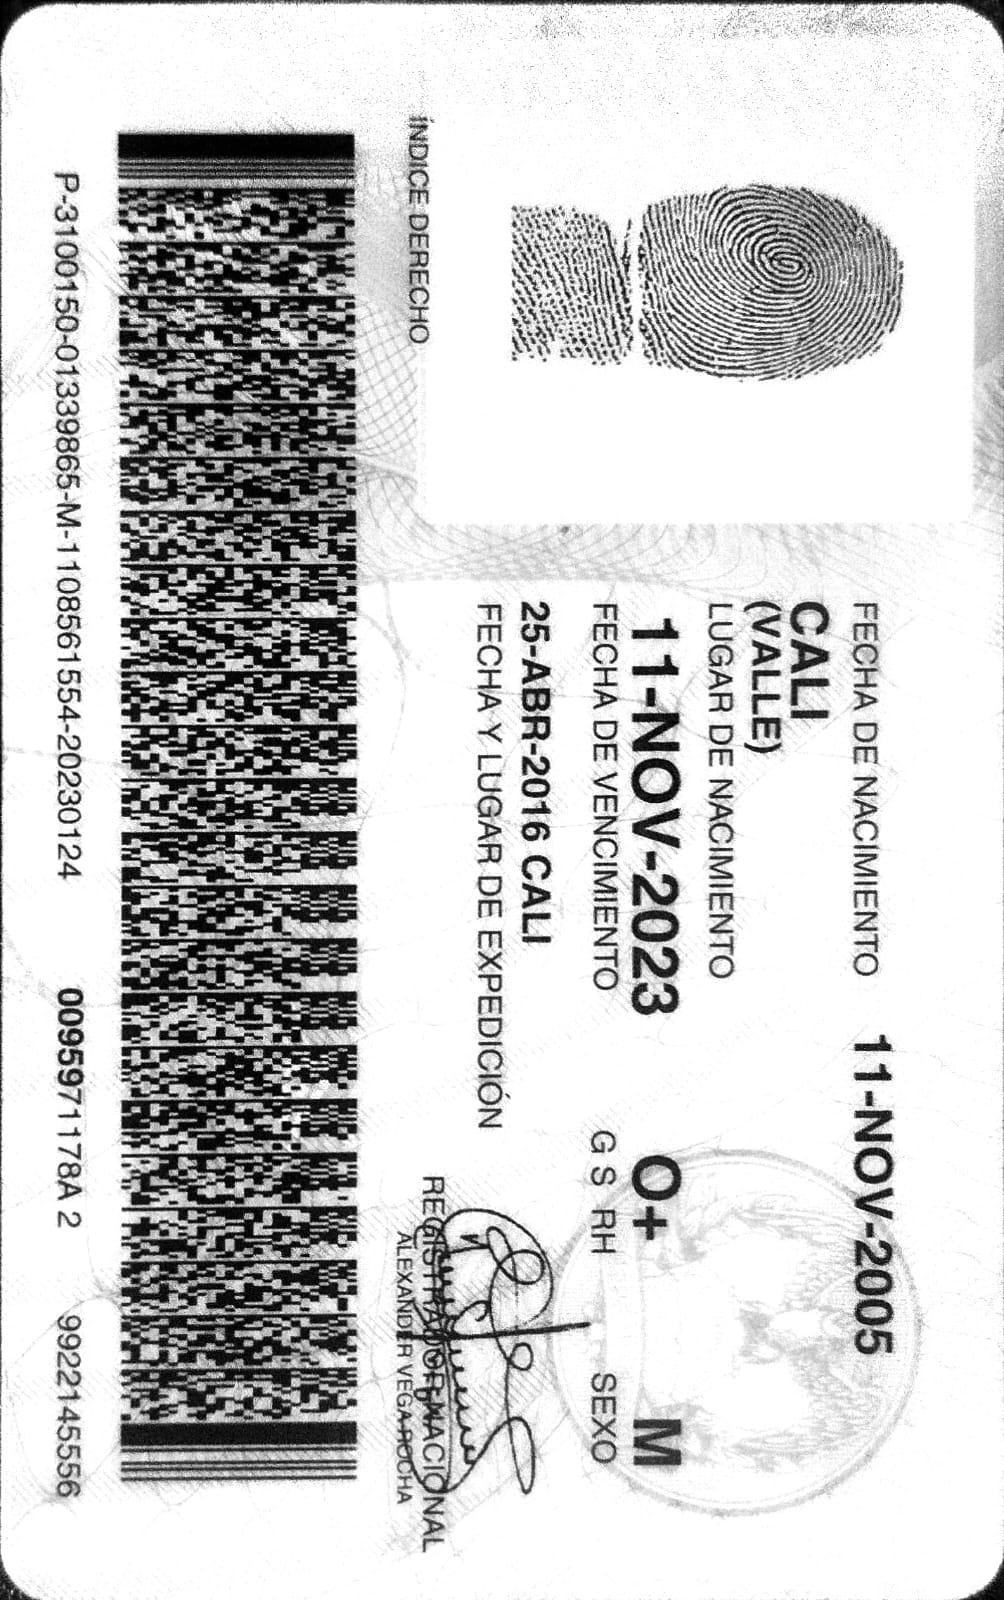 FECHA DE NACIMIENTO 11-NOV-2005
CALI
(VALLE)
LUGAR DE NACIMIENTO
11-NOV-2023 O+ M
FECHA DE VENCIMIENTO G S RH SEXO
25-ABR-2016 CALI
FECHA Y LUGAR DE EXPEDICIÓN
ÍNDICE DERECHO
REGISTRADOR NACIONAL
ALEXANDER VEGA ROCHA
P-3100150-01339865-M-1108561554-20230124 0095971178A 2 9922145556